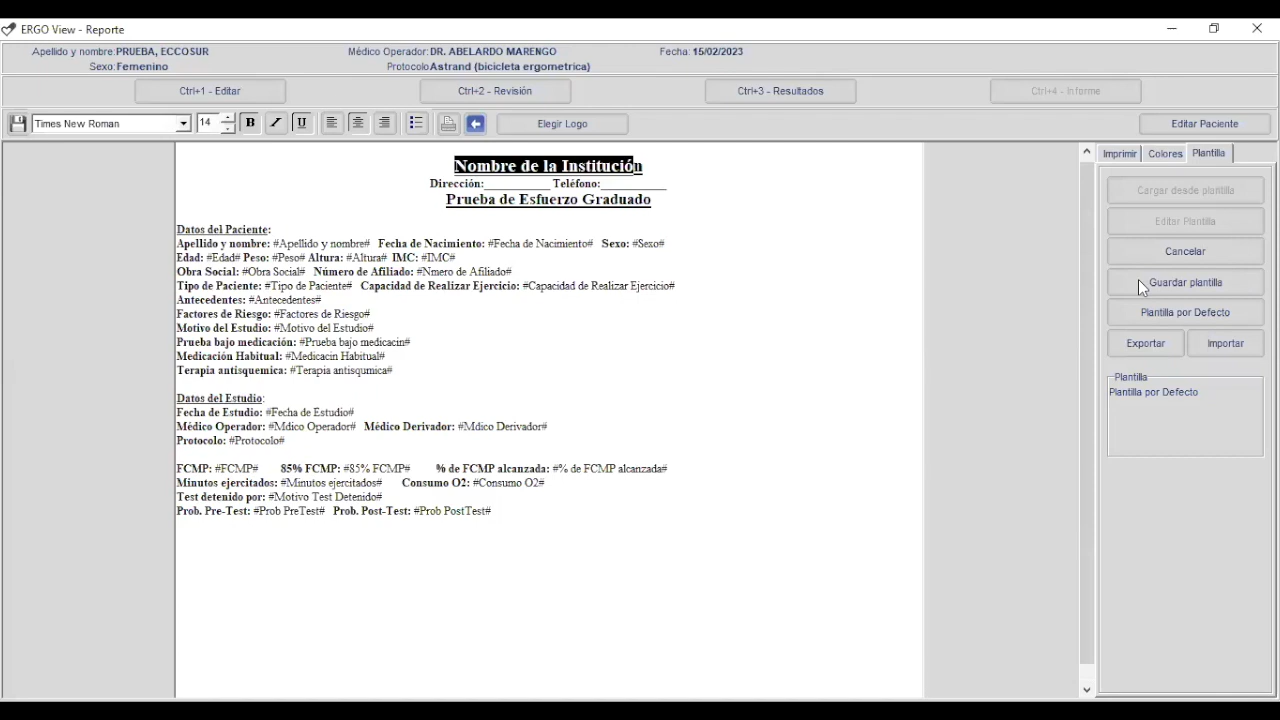 ERGO View - Reporte
Apellido y nombre:PRUEBA, ECCOSUR Médico Operador:DR. ABELARDO MARENGO Fecha: 15/02/2023
Sexo:Femenino Protocolo:Astrand (bicicleta ergometrica)
Ctrl+1 - Editar Ctrl+2 - Revisión Ctrl+3 - Resultados Ctrl+4 - Informe
Times New Roman 14 B I U Elegir Logo Editar Paciente
Imprimir Colores Plantilla
Nombre de la Institución
Dirección:___________ Teléfono:___________
Prueba de Esfuerzo Graduado
Datos del Paciente:
Apellido y nombre: #Apellido y nombre# Fecha de Nacimiento: #Fecha de Nacimiento# Sexo: #Sexo#
Edad: #Edad# Peso: #Peso# Altura: #Altura# IMC: #IMC#
Obra Social: #Obra Social# Número de Afiliado: #Nmero de Afiliado#
Tipo de Paciente: #Tipo de Paciente# Capacidad de Realizar Ejercicio: #Capacidad de Realizar Ejercicio#
Antecedentes: #Antecedentes#
Factores de Riesgo: #Factores de Riesgo#
Motivo del Estudio: #Motivo del Estudio#
Prueba bajo medicación: #Prueba bajo medicacin#
Medicación Habitual: #Medicacin Habitual#
Terapia antisquemica: #Terapia antisqumica#
Datos del Estudio:
Fecha de Estudio: #Fecha de Estudio#
Médico Operador: #Mdico Operador# Médico Derivador: #Mdico Derivador#
Protocolo: #Protocolo#
FCMP: #FCMP# 85% FCMP: #85% FCMP# % de FCMP alcanzada: #% de FCMP alcanzada#
Minutos ejercitados: #Minutos ejercitados# Consumo O2: #Consumo O2#
Test detenido por: #Motivo Test Detenido#
Prob. Pre-Test: #Prob PreTest# Prob. Post-Test: #Prob PostTest#
Cargar desde plantilla
Editar Plantilla
Cancelar
Guardar plantilla
Plantilla por Defecto
Exportar Importar
Plantilla
Plantilla por Defecto